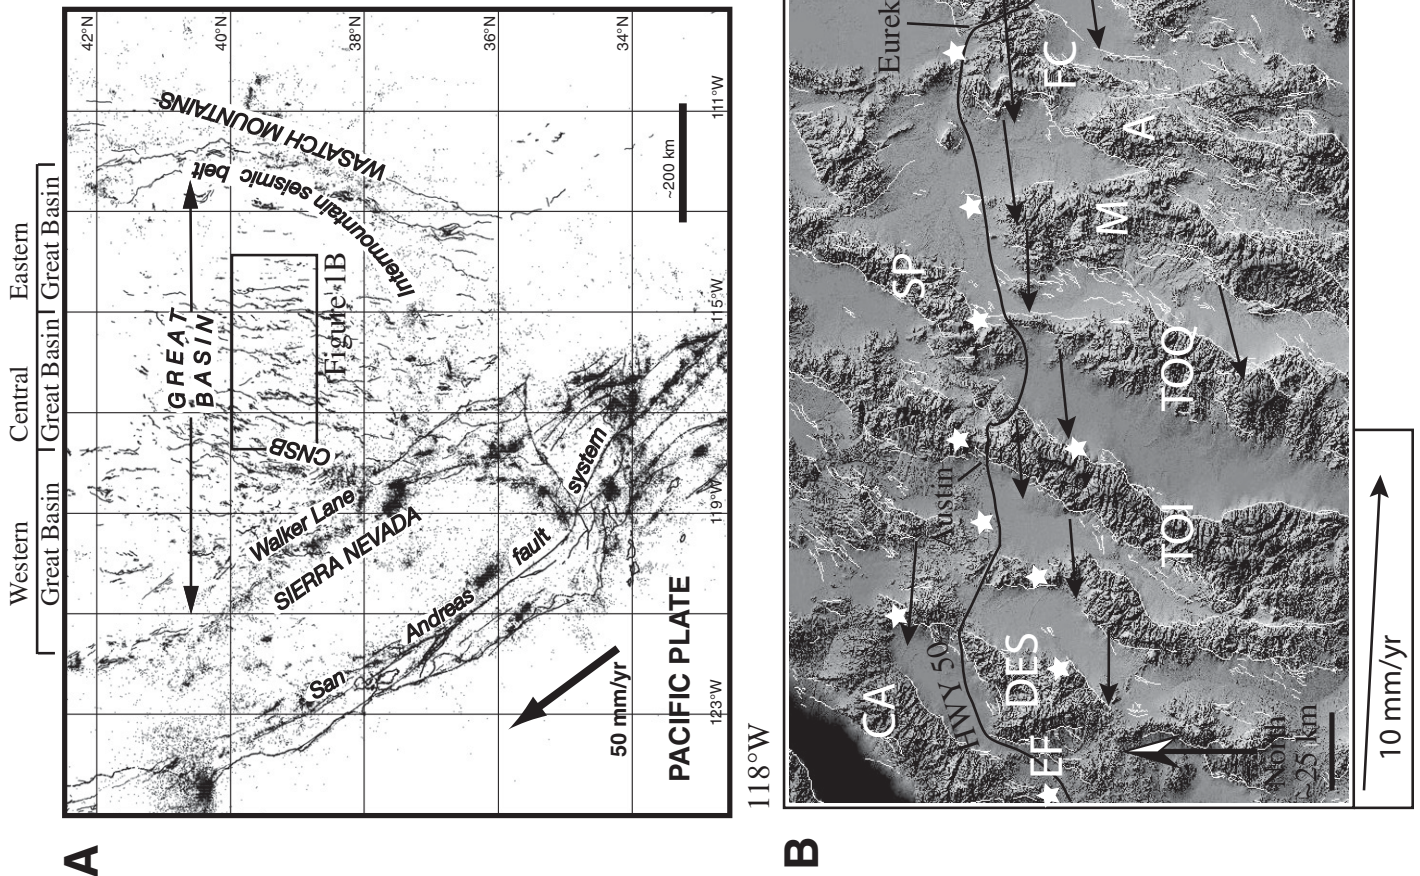 A
Western
Great Basin
Central
Great Basin
Eastern
Great Basin
42°N
40°N
38°N
36°N
34°N
GREAT
BASIN
WASATCH MOUNTAINS
Intermountain seismic belt
Figure 1B
CNSB
Walker Lane
SIERRA NEVADA
San Andreas fault system
PACIFIC PLATE
50 mm/yr
~200 km
123°W
119°W
115°W
111°W
B
118°W
CA
HWY 50
DES
EF
Austin
SP
TOI
TOQ
M
A
FC
North
~25 km
10 mm/yr